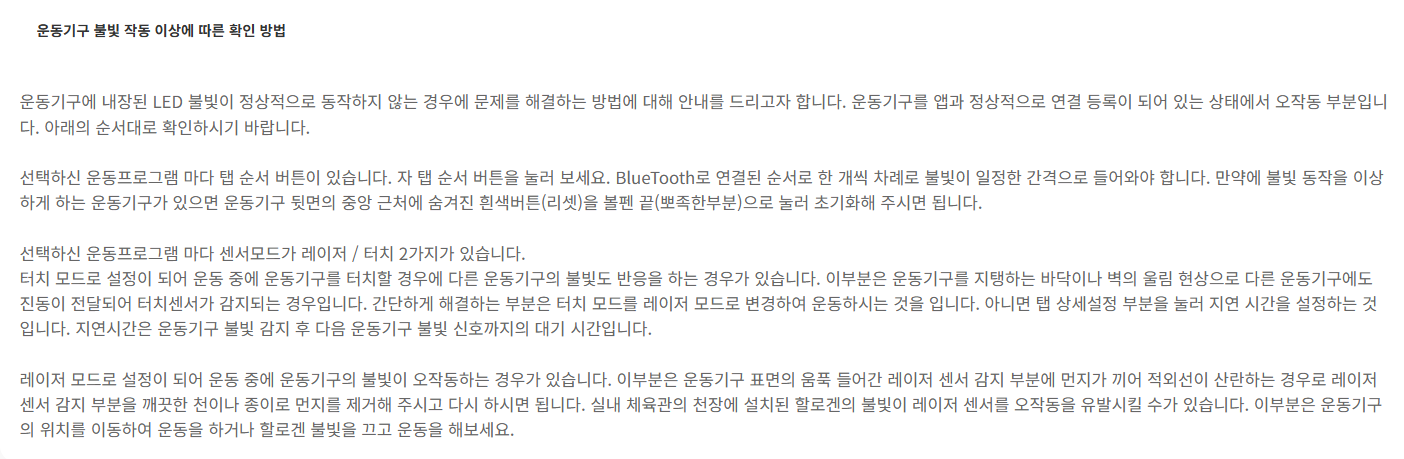 운동기구 불빛 작동 이상에 따른 확인 방법
운동기구에 내장된 LED 불빛이 정상적으로 동작하지 않는 경우에 문제를 해결하는 방법에 대해 안내를 드리고자 합니다. 운동기구를 앱과 정상적으로 연결 등록이 되어 있는 상태에서 오작동 부분입니
다. 아래의 순서대로 확인하시기 바랍니다.
선택하신 운동프로그램 마다 탭 순서 버튼이 있습니다. 자 탭 순서 버튼을 눌러 보세요. BlueTooth로 연결된 순서로 한 개씩 차례로 불빛이 일정한 간격으로 들어와야 합니다. 만약에 불빛 동작을 이상
하게 하는 운동기구가 있으면 운동기구 뒷면의 중앙 근처에 숨겨진 흰색버튼(리셋)을 볼펜 끝(뽀족한부분)으로 눌러 초기화해 주시면 됩니다.
선택하신 운동프로그램 마다 센서모드가 레이저 / 터치 2가지가 있습니다.
터치 모드로 설정이 되어 운동 중에 운동기구를 터치할 경우에 다른 운동기구의 불빛도 반응을 하는 경우가 있습니다. 이부분은 운동기구를 지탱하는 바닥이나 벽의 울림 현상으로 다른 운동기구에도
진동이 전달되어 터치센서가 감지되는 경우입니다. 간단하게 해결하는 부분은 터치 모드를 레이저 모드로 변경하여 운동하시는 것을 입니다. 아니면 탭 상세설정 부분을 눌러 지연 시간을 설정하는 것
입니다. 지연시간은 운동기구 불빛 감지 후 다음 운동기구 불빛 신호까지의 대기 시간입니다.
레이저 모드로 설정이 되어 운동 중에 운동기구의 불빛이 오작동하는 경우가 있습니다. 이부분은 운동기구 표면의 움푹 들어간 레이저 센서 감지 부분에 먼지가 끼어 적외선이 산란하는 경우로 레이저
센서 감지 부분을 깨끗한 천이나 종이로 먼지를 제거해 주시고 다시 하시면 됩니다. 실내 체육관의 천장에 설치된 할로겐의 불빛이 레이저 센서를 오작동을 유발시킬 수가 있습니다. 이부분은 운동기구
의 위치를 이동하여 운동을 하거나 할로겐 불빛을 끄고 운동을 해보세요.